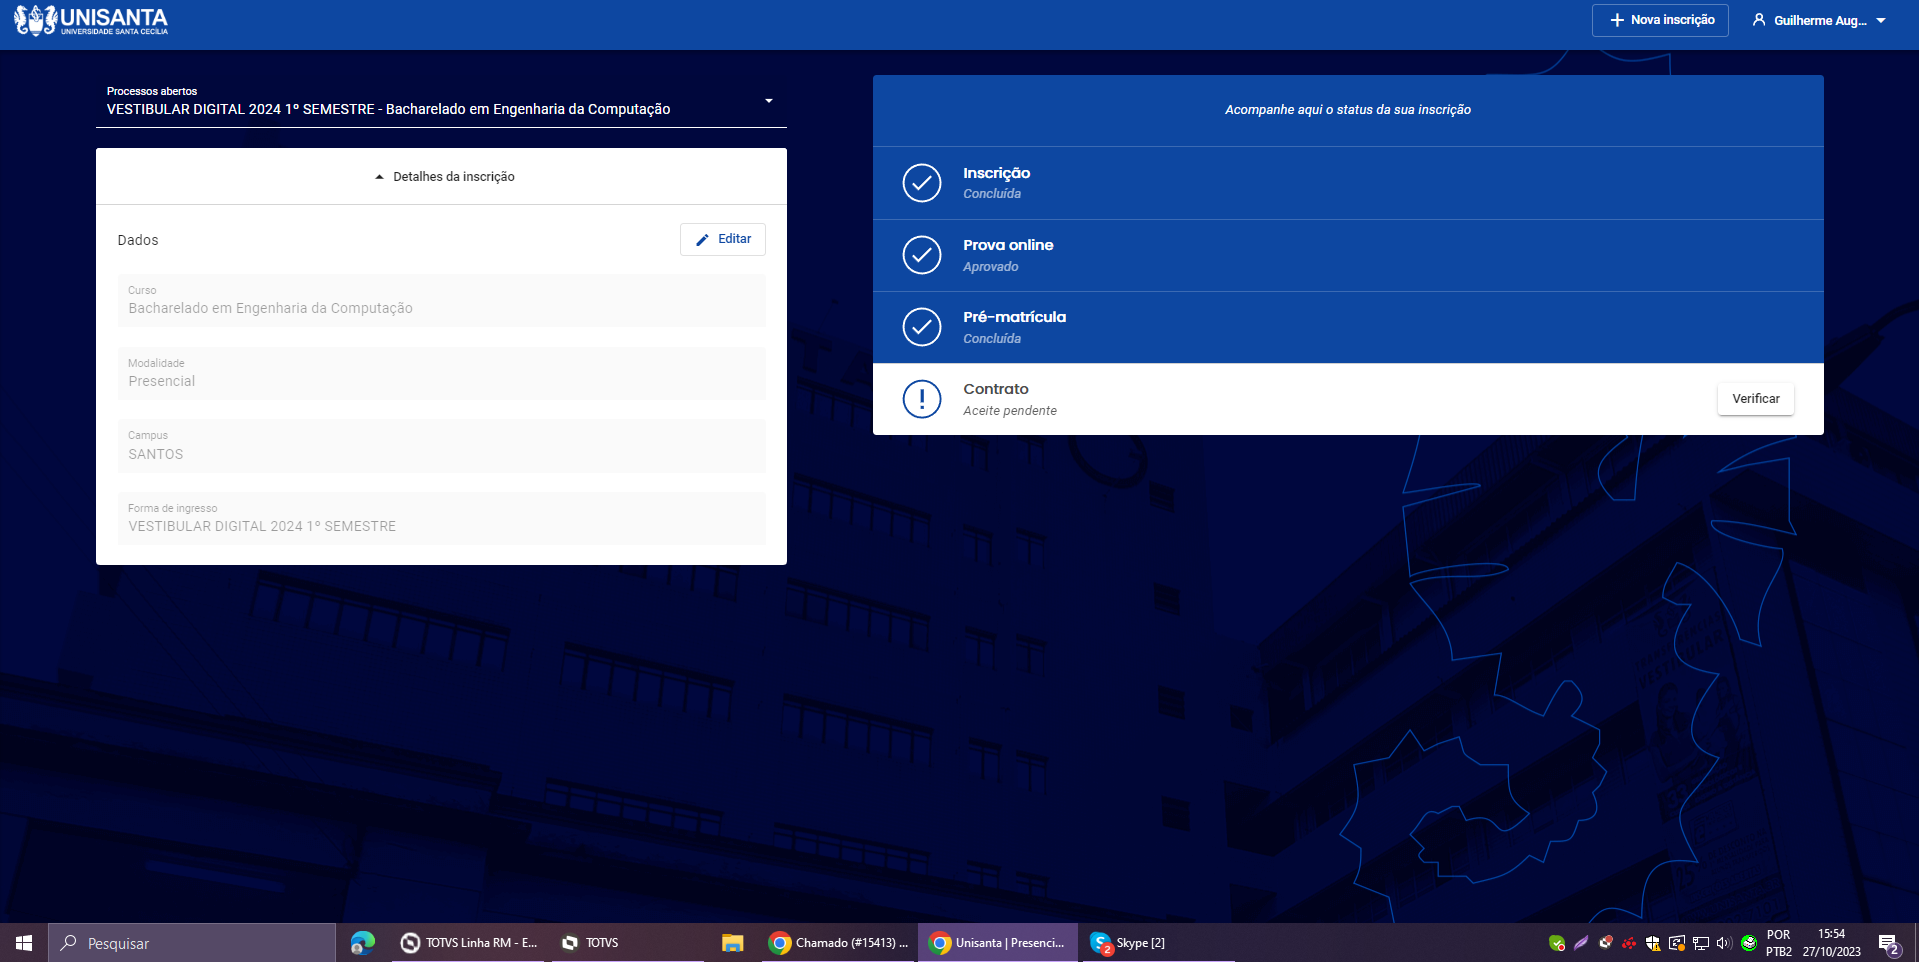 UNISANTA
UNIVERSIDADE SANTA CECÍLIA
Nova inscrição
Guilherme Aug...
Processos abertos
VESTIBULAR DIGITAL 2024 1º SEMESTRE - Bacharelado em Engenharia da Computação
Detalhes da inscrição
Dados
Editar
Curso
Bacharelado em Engenharia da Computação
Modalidade
Presencial
Campus
SANTOS
Forma de ingresso
VESTIBULAR DIGITAL 2024 1º SEMESTRE
Acompanhe aqui o status da sua inscrição
Inscrição
Concluída
Prova online
Aprovado
Pré-matrícula
Concluída
Contrato
Aceite pendente
Verificar
Pesquisar
TOTVS Linha RM - E...
TOTVS
Chamado (#15413) ...
Unisanta | Presenci...
2
Skype [2]
POR
PTB2
15:54
27/10/2023
2